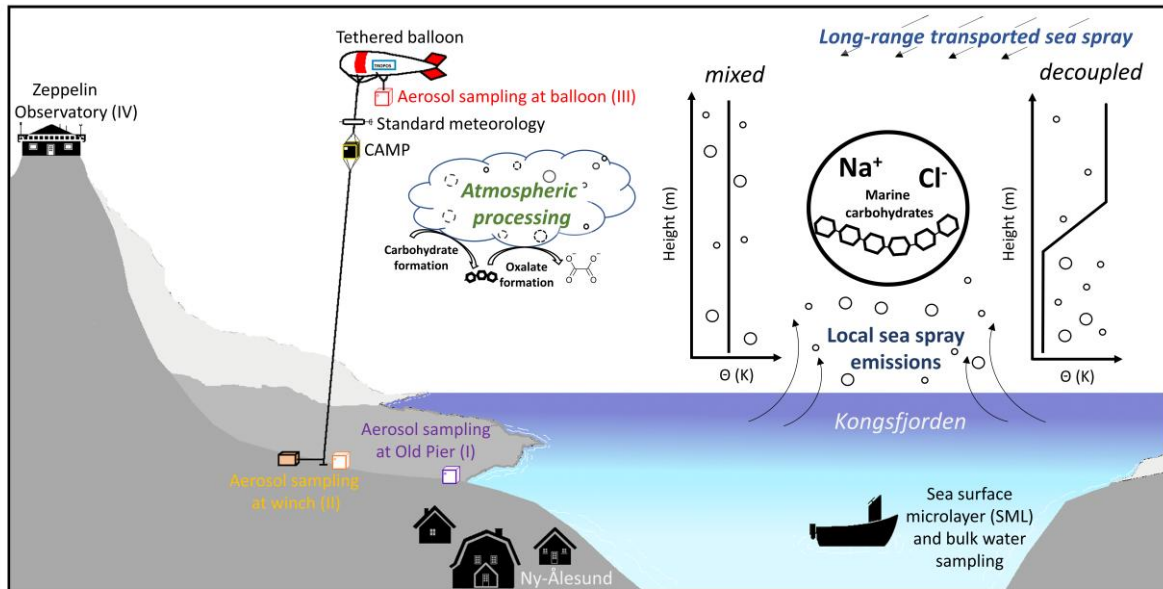 Tethered balloon
Zeppelin
Observatory (IV)
Aerosol sampling at balloon (III)
Standard meteorology
CAMP
Atmospheric
processing
Carbohydrate
formation
Oxalate
formation
O⁻
O⁻
O
O
Long-range transported sea spray
mixed
decoupled
Height (m)
Θ (K)
Na⁺
Cl⁻
Marine
carbohydrates
Height (m)
Θ (K)
Local sea spray
emissions
Kongsfjorden
Aerosol sampling
at Old Pier (I)
Aerosol sampling
at winch (II)
Ny-Ålesund
Sea surface
microlayer (SML)
and bulk water
sampling